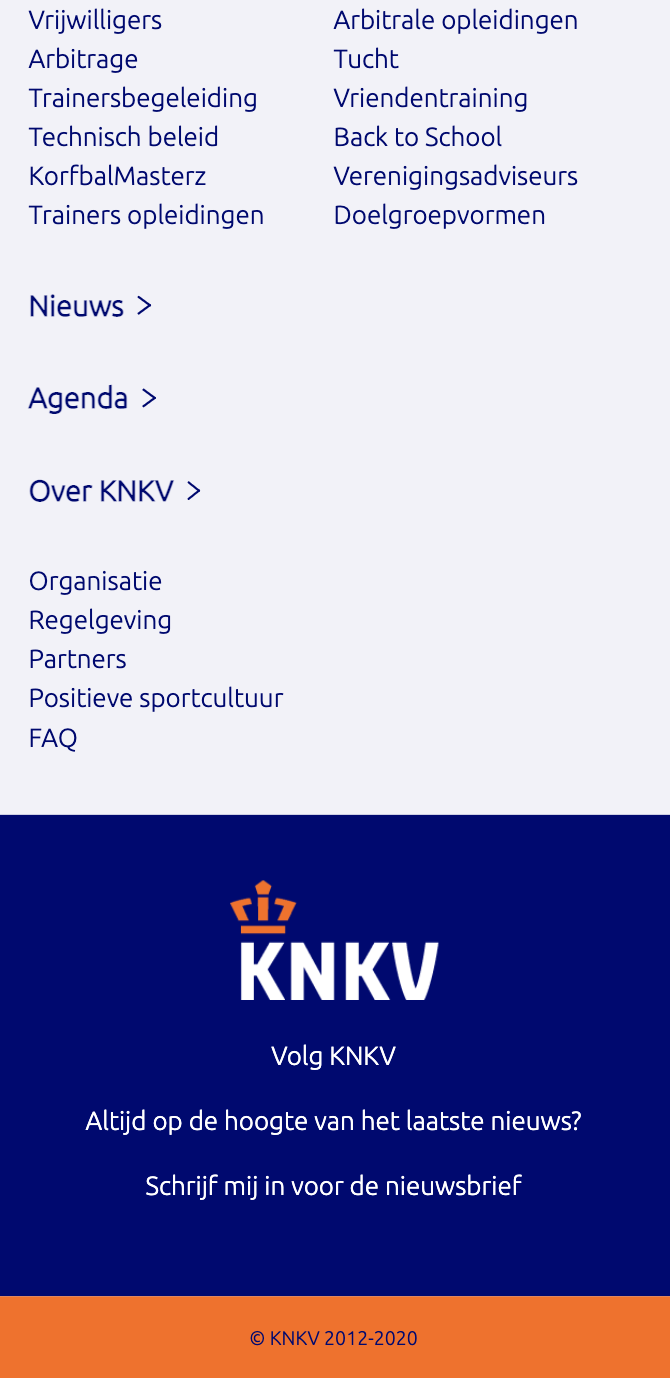 Vrijwilligers
Arbitrage
Trainersbegeleiding
Technisch beleid
KorfbalMasterz
Trainers opleidingen
Arbitrale opleidingen
Tucht
Vriendentraining
Back to School
Verenigingsadviseurs
Doelgroepvormen
Nieuws >
Agenda >
Over KNKV >
Organisatie
Regelgeving
Partners
Positieve sportcultuur
FAQ
KNKV
Volg KNKV
Altijd op de hoogte van het laatste nieuws?
Schrijf mij in voor de nieuwsbrief
© KNKV 2012-2020